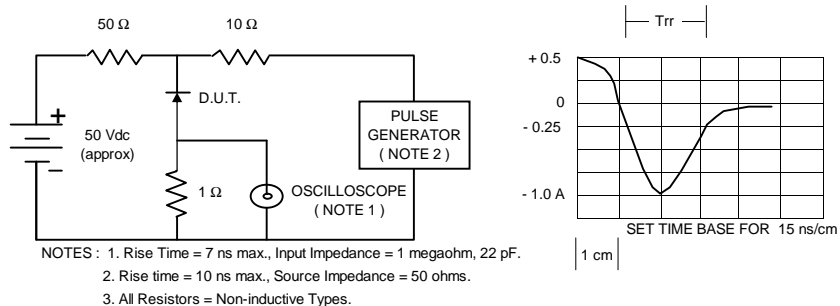 50 Ω
10 Ω
D.U.T.
+
50 Vdc
(approx)
−
1 Ω
PULSE
GENERATOR
( NOTE 2 )
OSCILLOSCOPE
( NOTE 1 )
NOTES : 1. Rise Time = 7 ns max., Input Impedance = 1 megaohm, 22 pF.
2. Rise time = 10 ns max., Source Impedance = 50 ohms.
3. All Resistors = Non-inductive Types.
Trr
+ 0.5
0
- 0.25
- 1.0 A
SET TIME BASE FOR 15 ns/cm
1 cm